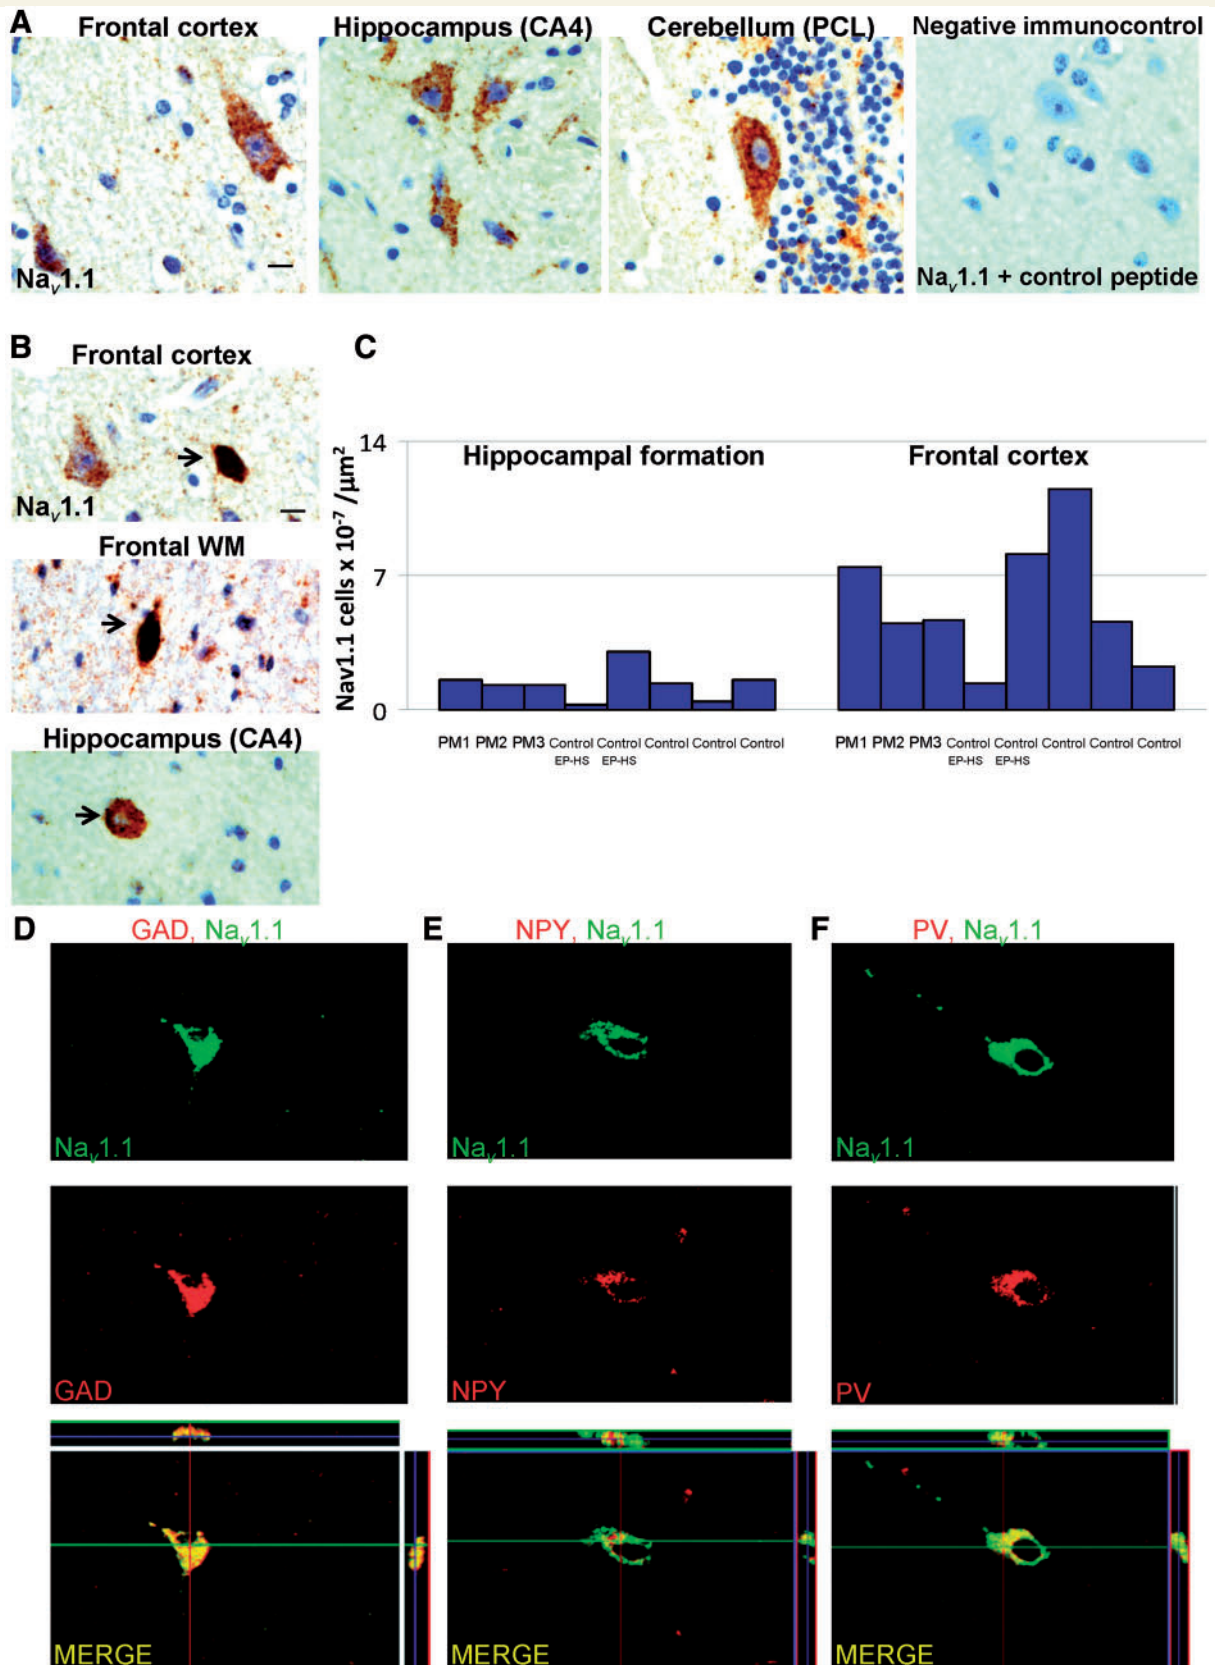 A
Frontal cortex
Hippocampus (CA4)
Cerebellum (PCL)
Negative immunocontrol
Nav1.1
Nav1.1 + control peptide
B
Frontal cortex
Nav1.1
Frontal WM
Hippocampus (CA4)
C
Nav1.1 cells x 10⁻⁷ /µm²
14
7
0
Hippocampal formation
Frontal cortex
PM1 PM2 PM3 Control EP-HS Control EP-HS Control Control Control
PM1 PM2 PM3 Control EP-HS Control EP-HS Control Control Control
D
GAD, Nav1.1
Nav1.1
GAD
MERGE
E
NPY, Nav1.1
Nav1.1
NPY
MERGE
F
PV, Nav1.1
Nav1.1
PV
MERGE